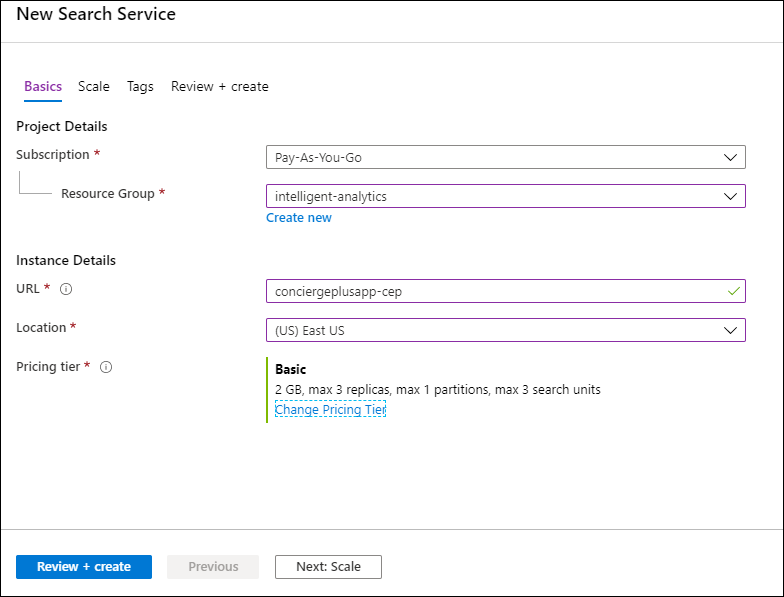 New Search Service
Basics Scale Tags Review + create
Project Details
Subscription * Pay-As-You-Go
Resource Group * intelligent-analytics
Create new
Instance Details
URL * conciergeplusapp-cep
Location * (US) East US
Pricing tier * Basic
2 GB, max 3 replicas, max 1 partitions, max 3 search units
Change Pricing Tier
Review + create Previous Next: Scale